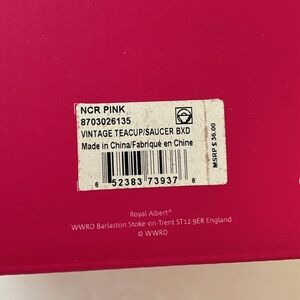 NCR PINK
8703026135
VINTAGE TEACUP/SAUCER BXD
Made in China/Fabriqué en Chine
MSRP $ 36.00
6 52383 73937 6
Royal Albert®
WWRD Barlaston Stoke-on-Trent ST12 9ER England
© WWRD